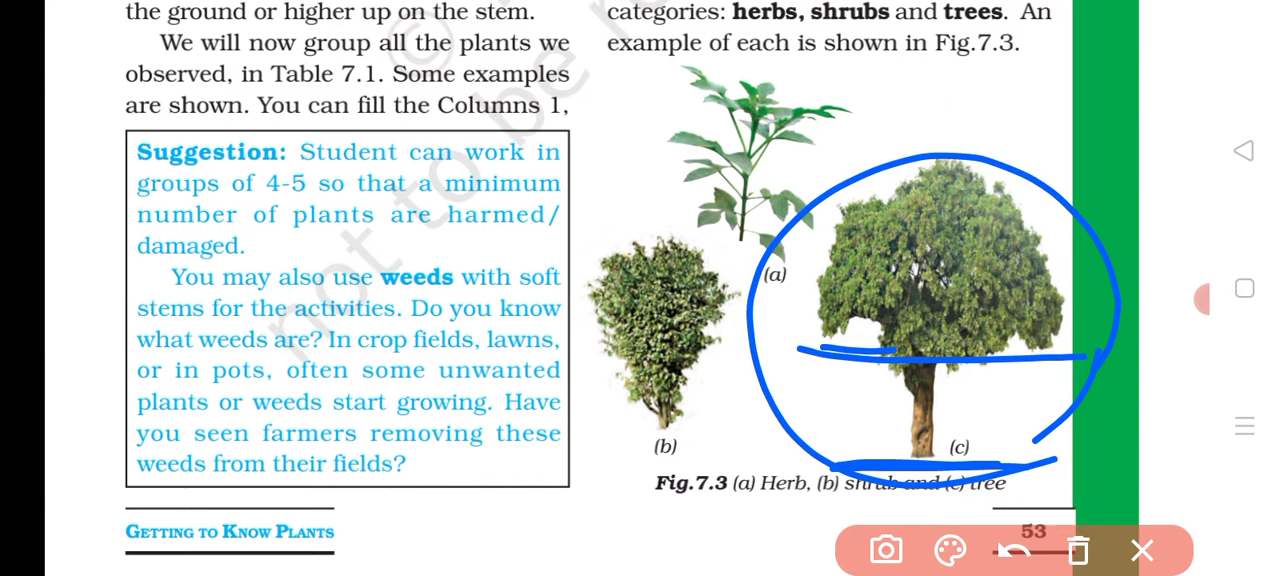 the ground or higher up on the stem.
We will now group all the plants we
observed, in Table 7.1. Some examples
are shown. You can fill the Columns 1,
Suggestion: Student can work in
groups of 4-5 so that a minimum
number of plants are harmed/
damaged.
You may also use weeds with soft
stems for the activities. Do you know
what weeds are? In crop fields, lawns,
or in pots, often some unwanted
plants or weeds start growing. Have
you seen farmers removing these
weeds from their fields?
categories: herbs, shrubs and trees. An
example of each is shown in Fig.7.3.
(a)
(b)
(c)
Fig.7.3 (a) Herb, (b) shrub and (c) tree
GETTING TO KNOW PLANTS
53
not to be r
©